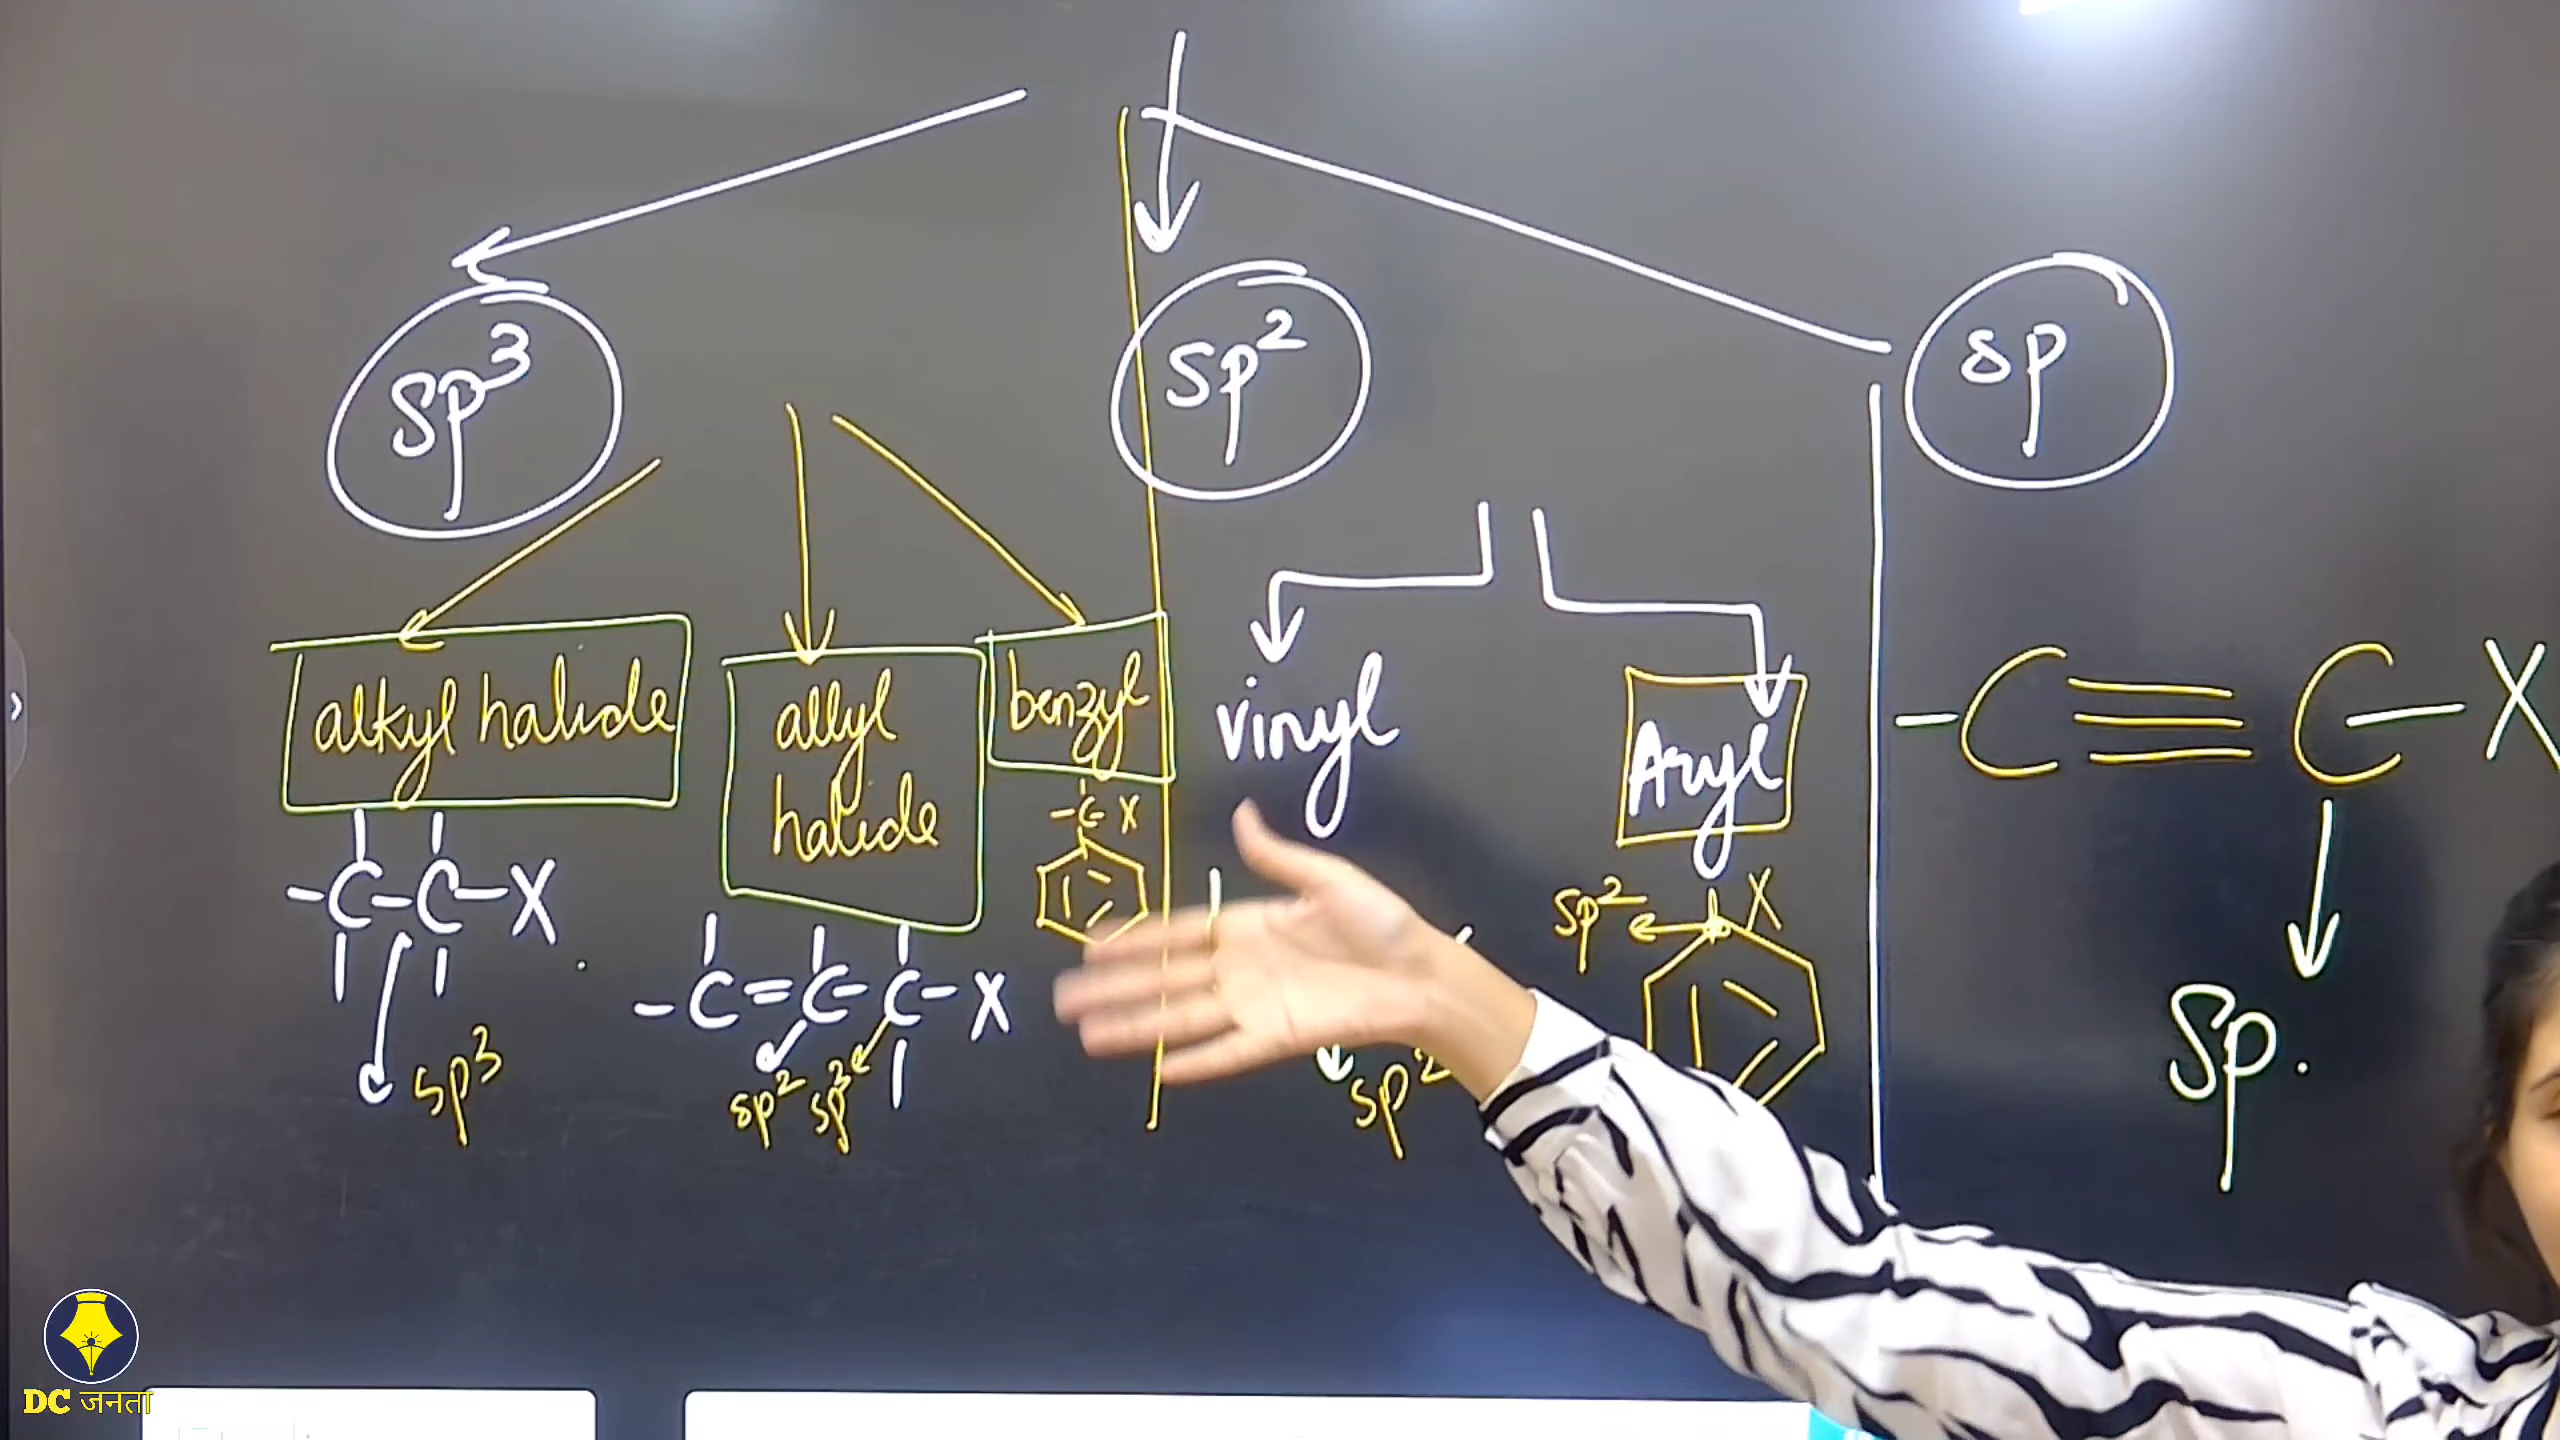 sp³
sp²
sp
alkyl halide
allyl
halide
benzyl
vinyl
Aryl
-C-C-X
sp³
-C=C-C-X
sp² sp³
-C-X
sp²
sp² X
-C≡C-X
sp.
DC जनता